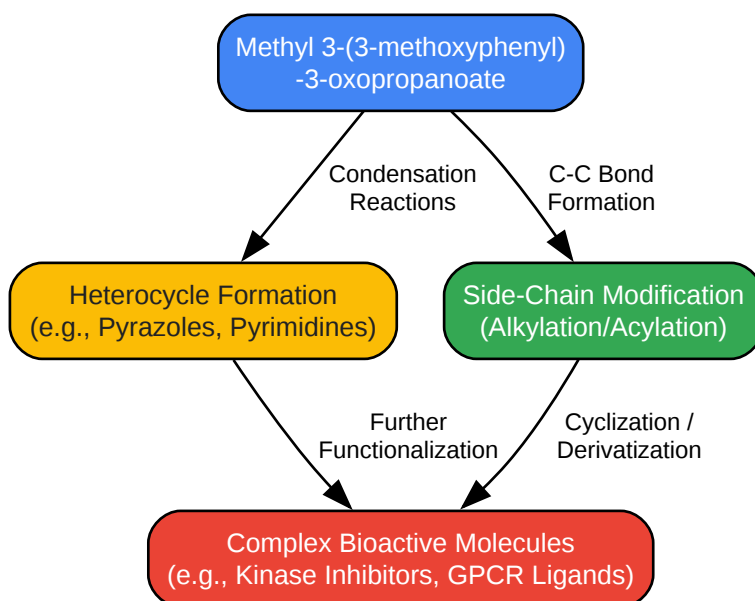 Methyl 3-(3-methoxyphenyl)
-3-oxopropanoate
Condensation
Reactions
C-C Bond
Formation
Heterocycle Formation
(e.g., Pyrazoles, Pyrimidines)
Side-Chain Modification
(Alkylation/Acylation)
Further
Functionalization
Cyclization /
Derivatization
Complex Bioactive Molecules
(e.g., Kinase Inhibitors, GPCR Ligands)